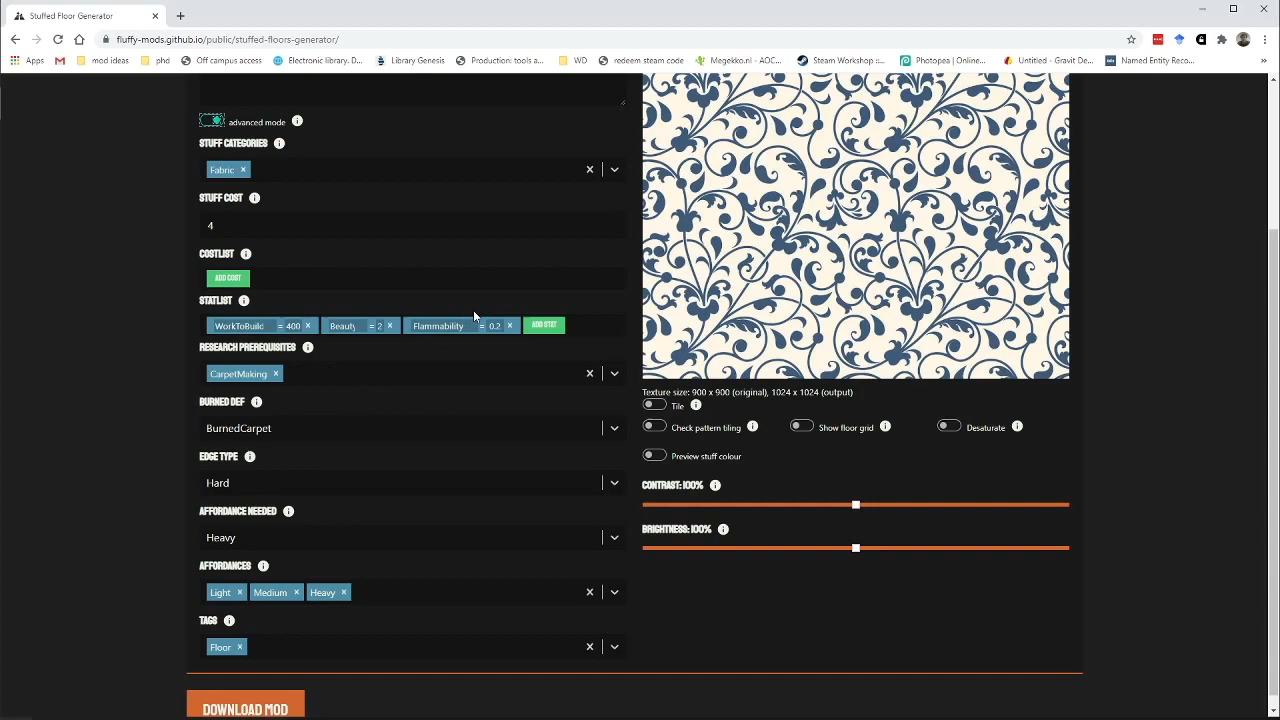 Stuffed Floor Generator
fluffy-mods.github.io/public/stuffed-floors-generator/
Apps mod ideas phd Off campus access Electronic library. D... Library Genesis Production: tools a... WD redeem steam code Megekko.nl - AOC... Steam Workshop :... Photopea | Online... Untitled - Gravit De... Named Entity Reco... »
advanced mode
STUFF CATEGORIES
Fabric
STUFF COST
4
COSTLIST
ADD COST
STATLIST
WorkToBuild = 400 Beauty = 2 Flammability = 0.2 ADD STAT
RESEARCH PREREQUISITES
CarpetMaking
BURNED DEF
BurnedCarpet
EDGE TYPE
Hard
AFFORDANCE NEEDED
Heavy
AFFORDANCES
Light Medium Heavy
TAGS
Floor
Texture size: 900 x 900 (original), 1024 x 1024 (output)
Tile
Check pattern tiling Show floor grid Desaturate
Preview stuff colour
CONTRAST: 100%
BRIGHTNESS: 100%
DOWNLOAD MOD